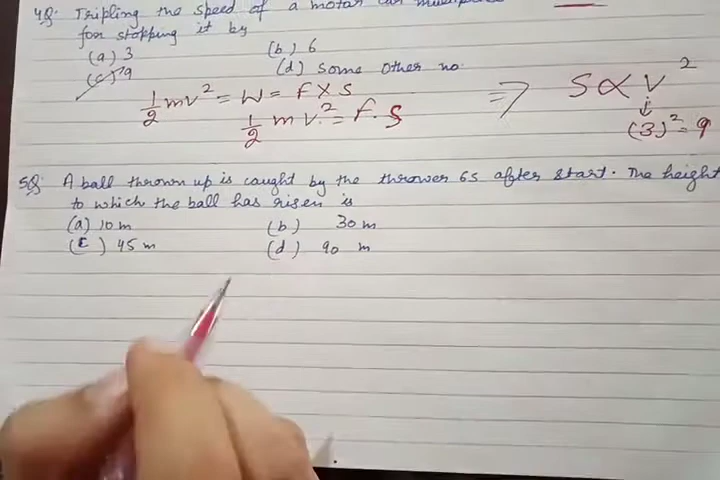 4Q: Tripling the speed of a motor car
for stopping it by
(a) 3 (b) 6
(c) 9 (d) some other no.
1/2 mv² = W = F × S ⇒ S ∝ V²
1/2 m v² = F. S (3)² = 9
5Q: A ball thrown up is caught by the thrower 6s after start. The height
to which the ball has risen is
(a) 10 m (b) 30 m
(c) 45 m (d) 90 m